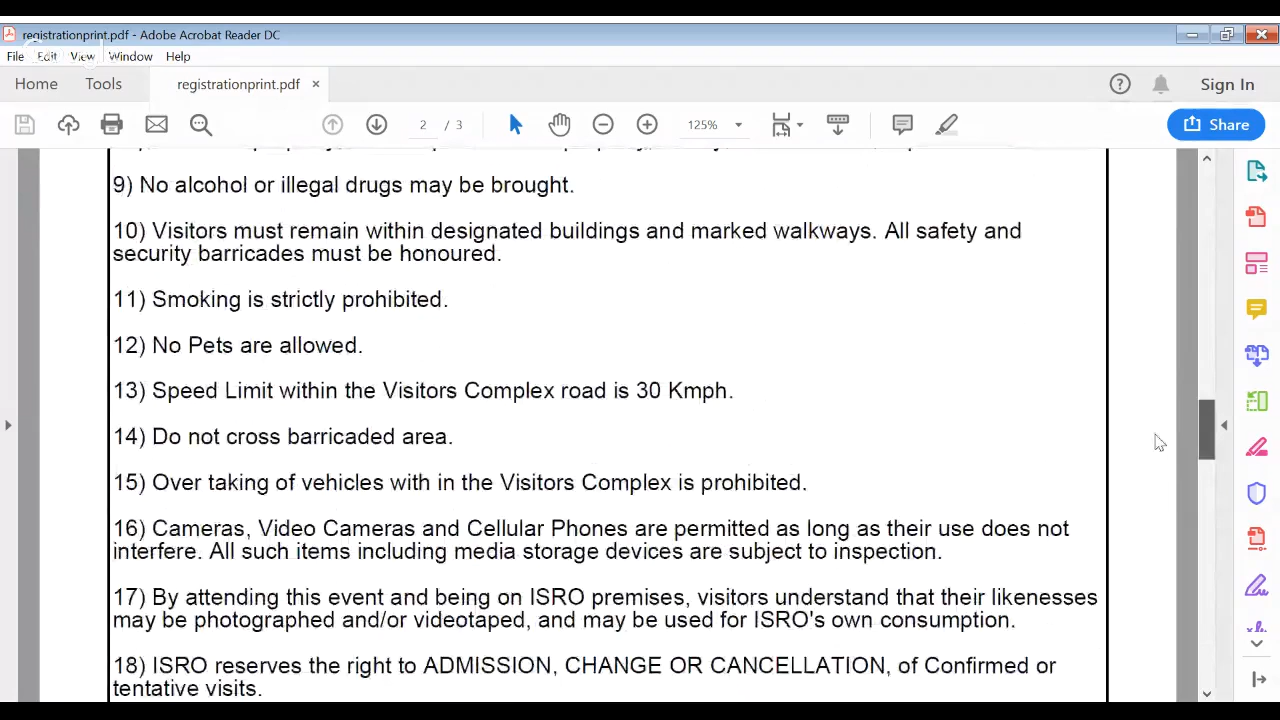 registrationprint.pdf - Adobe Acrobat Reader DC
File Edit View Window Help
Home Tools registrationprint.pdf × Sign In
2 / 3 125% Share
9) No alcohol or illegal drugs may be brought.
10) Visitors must remain within designated buildings and marked walkways. All safety and
security barricades must be honoured.
11) Smoking is strictly prohibited.
12) No Pets are allowed.
13) Speed Limit within the Visitors Complex road is 30 Kmph.
14) Do not cross barricaded area.
15) Over taking of vehicles with in the Visitors Complex is prohibited.
16) Cameras, Video Cameras and Cellular Phones are permitted as long as their use does not
interfere. All such items including media storage devices are subject to inspection.
17) By attending this event and being on ISRO premises, visitors understand that their likenesses
may be photographed and/or videotaped, and may be used for ISRO's own consumption.
18) ISRO reserves the right to ADMISSION, CHANGE OR CANCELLATION, of Confirmed or
tentative visits.